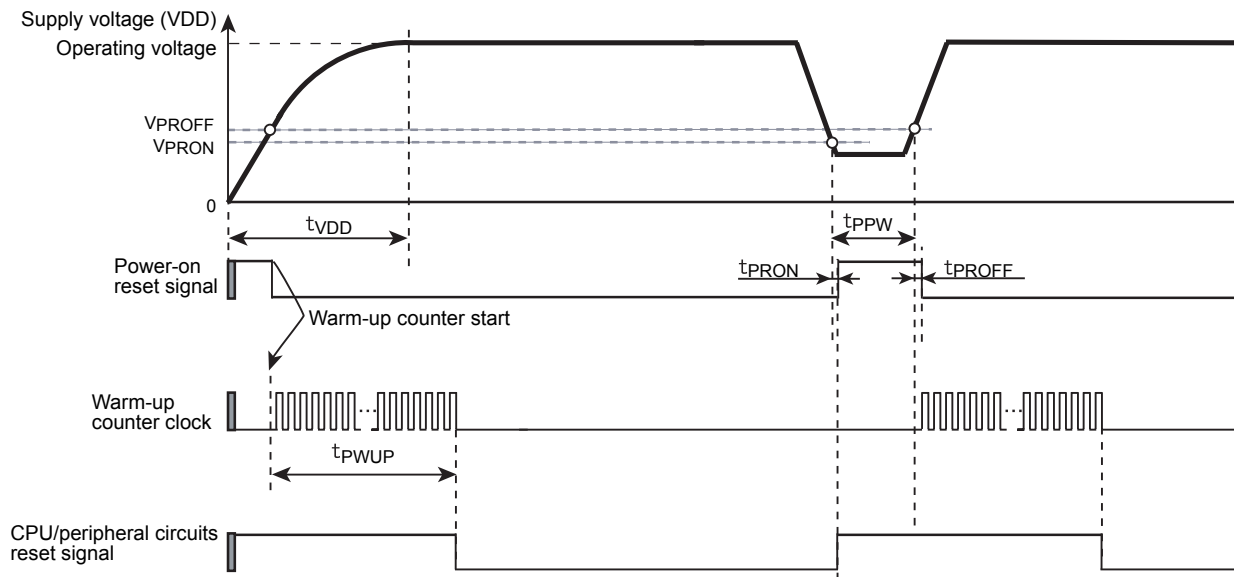 Supply voltage (VDD)
Operating voltage
VPROFF
VPRON
0
tVDD
tPPW
Power-on
reset signal
tPRON
tPROFF
Warm-up counter start
Warm-up
counter clock
...
...
tPWUP
CPU/peripheral circuits
reset signal